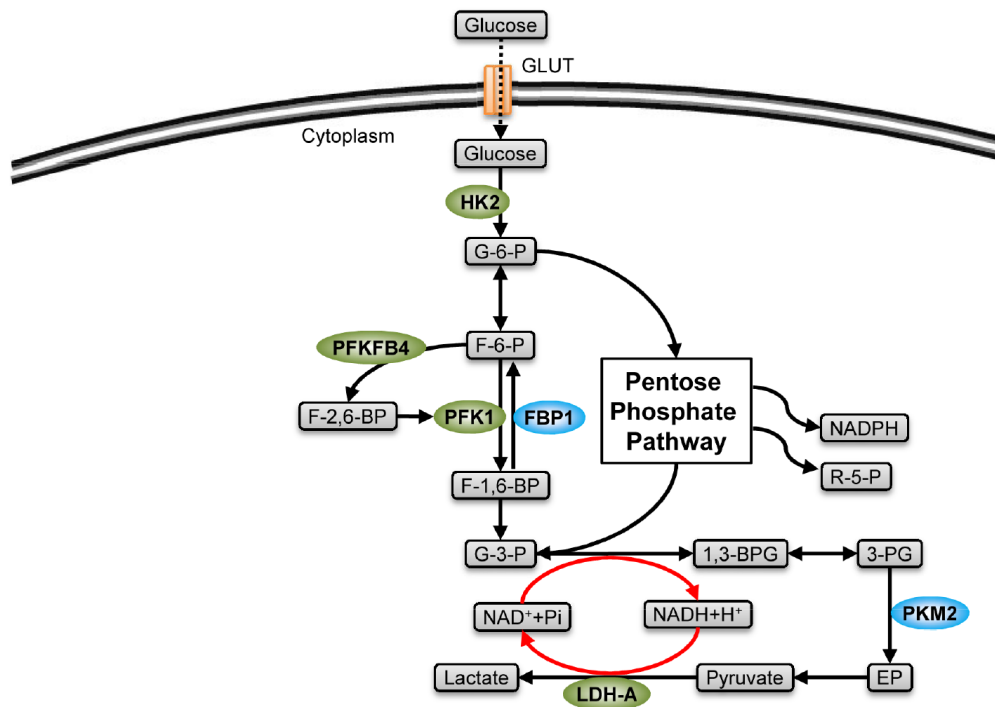 Glucose
GLUT
Cytoplasm
Glucose
HK2
G-6-P
PFKFB4
F-6-P
Pentose
Phosphate
Pathway
F-2,6-BP
PFK1
FBP1
NADPH
R-5-P
F-1,6-BP
G-3-P
1,3-BPG
3-PG
NAD⁺+Pi
NADH+H⁺
PKM2
Lactate
LDH-A
Pyruvate
EP